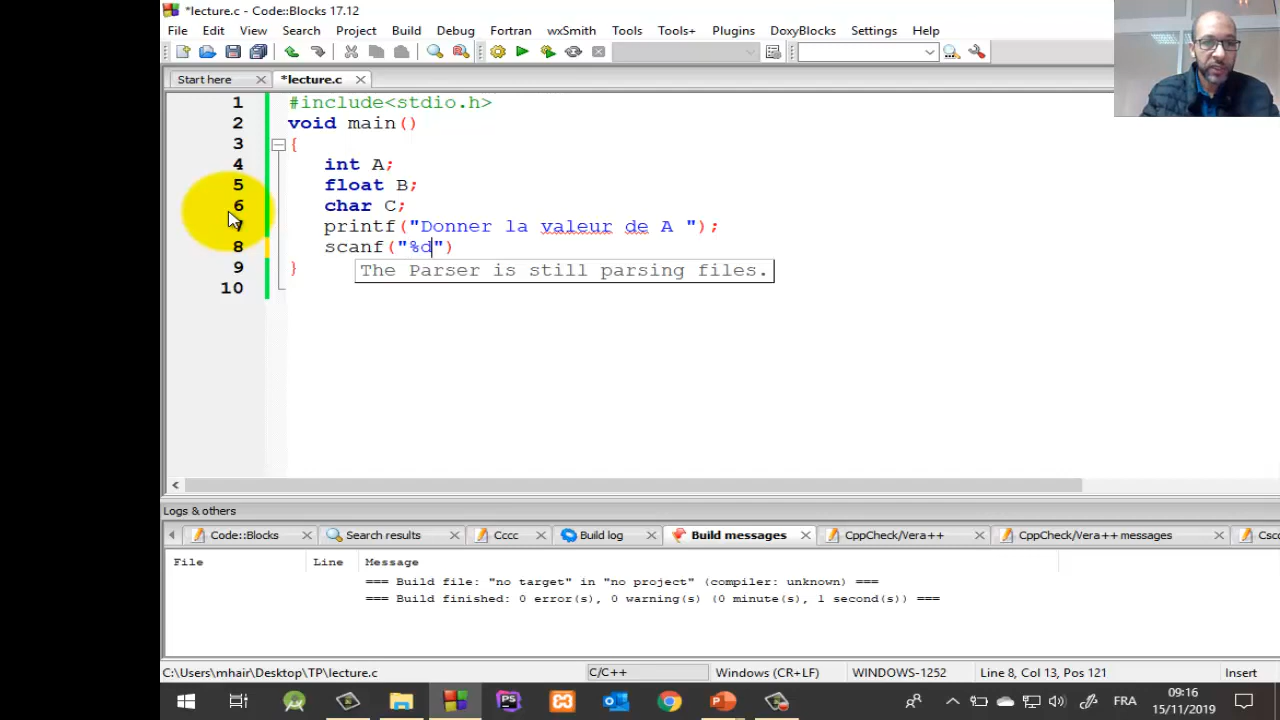 *lecture.c - Code::Blocks 17.12
File Edit View Search Project Build Debug Fortran wxSmith Tools Tools+ Plugins DoxyBlocks Settings Help
Start here *lecture.c
1 #include<stdio.h>
2 void main()
3 {
4 int A;
5 float B;
6 char C;
7 printf("Donner la valeur de A ");
8 scanf("%d")
9 }
The Parser is still parsing files.
10
Logs & others
Code::Blocks Search results Cccc Build log Build messages CppCheck/Vera++ CppCheck/Vera++ messages
File Line Message
=== Build file: "no target" in "no project" (compiler: unknown) ===
=== Build finished: 0 error(s), 0 warning(s) (0 minute(s), 1 second(s)) ===
C:\Users\mhair\Desktop\TP\lecture.c C/C++ Windows (CR+LF) WINDOWS-1252 Line 8, Col 13, Pos 121 Insert
PS FRA 09:16
15/11/2019